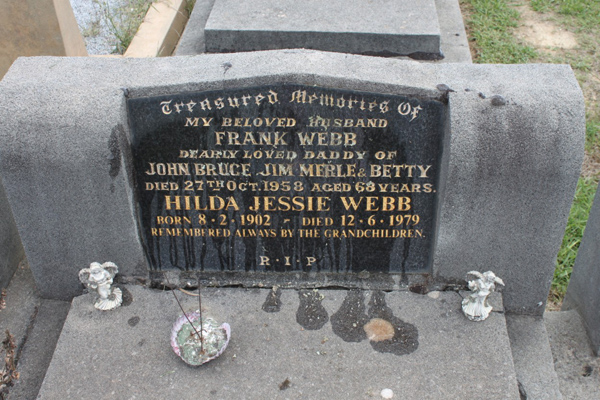 Treasured Memories Of
MY BELOVED HUSBAND
FRANK WEBB
DEARLY LOVED DADDY OF
JOHN BRUCE, JIM MERLE & BETTY
DIED 27TH OCT. 1958 AGED 68 YEARS.
HILDA JESSIE WEBB
BORN 8-2-1902 - DIED 12-6-1979
REMEMBERED ALWAYS BY THE GRANDCHILDREN.
R·I·P